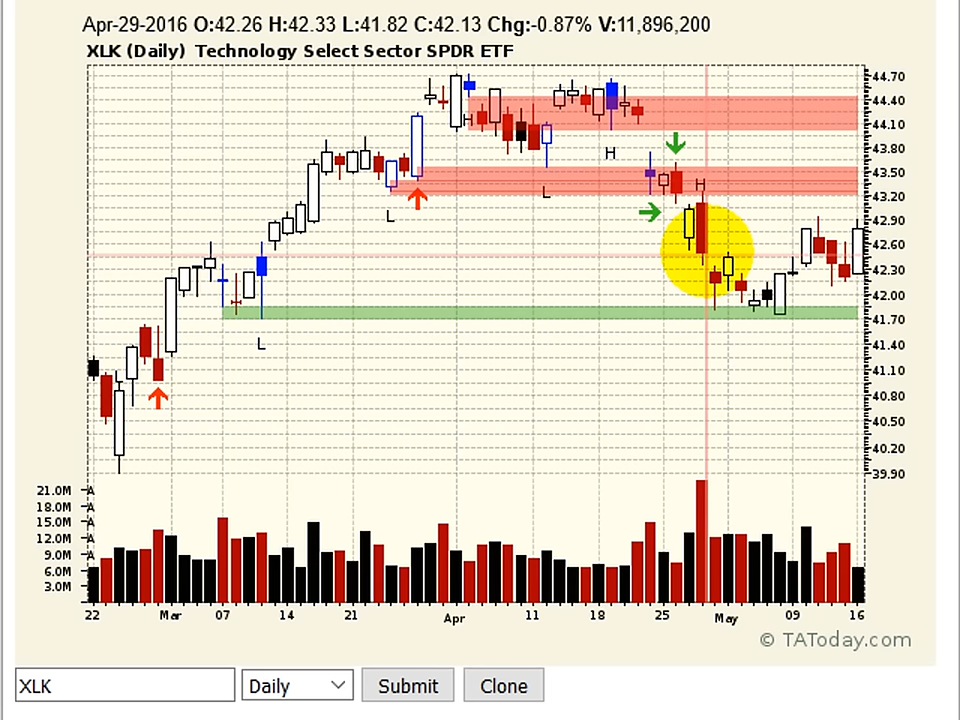 Apr-29-2016 O:42.26 H:42.33 L:41.82 C:42.13 Chg:-0.87% V:11,896,200
XLK (Daily) Technology Select Sector SPDR ETF
44.70
44.40
44.10
43.80
43.50
43.20
42.90
42.60
42.30
42.00
41.70
41.40
41.10
40.80
40.50
40.20
39.90
H
H
H
L
L
L
L
21.0M A
18.0M A
15.0M A
12.0M A
9.0M A
6.0M
3.0M
22 Mar 07 14 21 Apr 11 18 25 May 09 16
© TAToday.com
XLK Daily Submit Clone